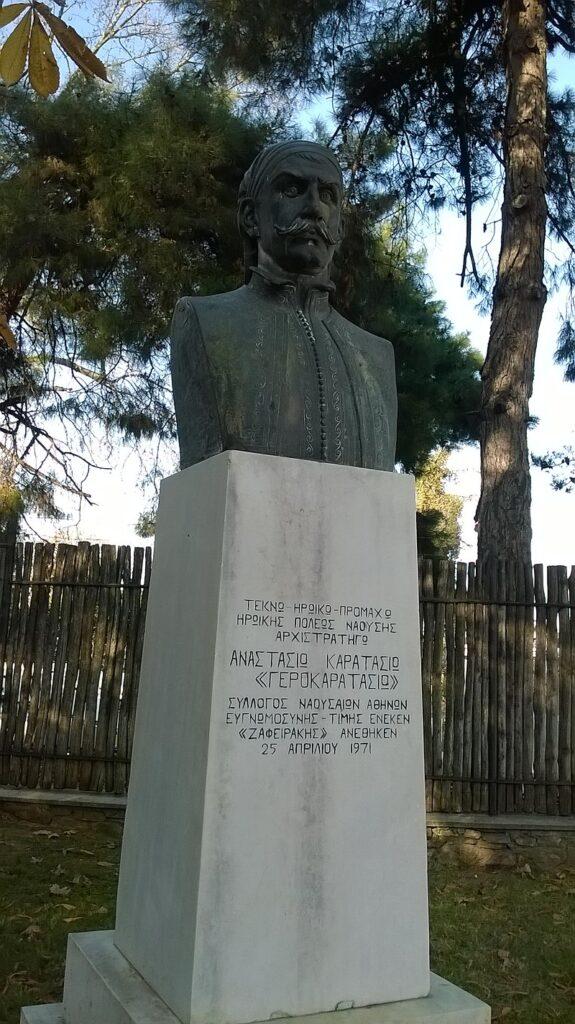 ΤΕΚΝΩ-ΗΡΩΙΚΩ-ΠΡΟΜΑΧΩ
ΗΡΩΙΚΗΣ ΠΟΛΕΩΣ ΝΑΟΥΣΗΣ
ΑΡΧΙΣΤΡΑΤΗΓΩ
ΑΝΑΣΤΑΣΙΩ ΚΑΡΑΤΑΣΙΩ
«ΓΕΡΟΚΑΡΑΤΑΣΙΩ»
ΣΥΛΛΟΓΟΣ ΝΑΟΥΣΑΙΩΝ ΑΘΗΝΩΝ
ΕΥΓΝΩΜΟΣΥΝΗΣ-ΤΙΜΗΣ ΕΝΕΚΕΝ
«ΖΑΦΕΙΡΑΚΗΣ» ΑΝΕΘΗΚΕΝ
25 ΑΠΡΙΛΙΟΥ 1971